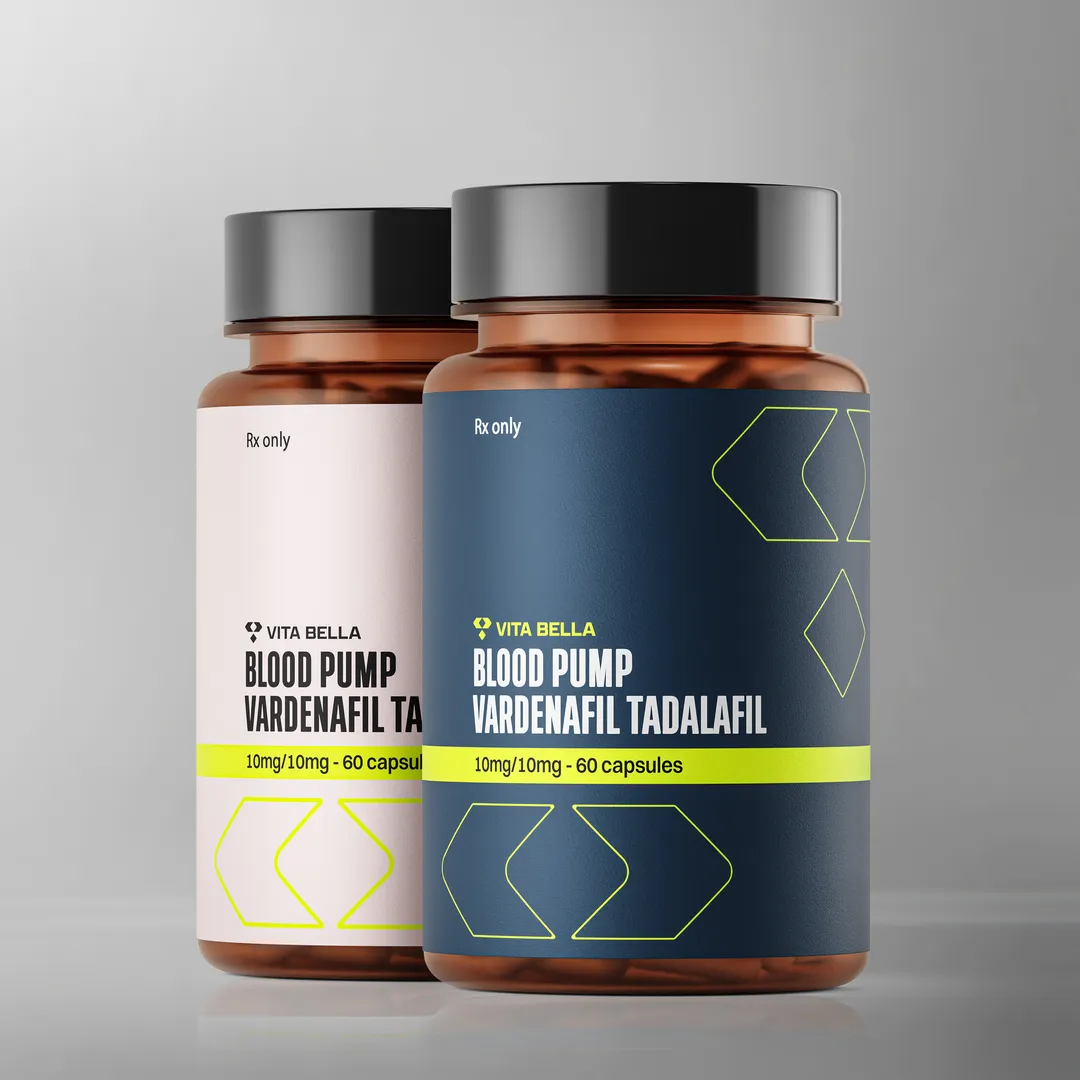 Rx only
VITA BELLA
BLOOD PUMP
VARDENAFIL TA
10mg/10mg - 60 capsul
Rx only
VITA BELLA
BLOOD PUMP
VARDENAFIL TADALAFIL
10mg/10mg - 60 capsules